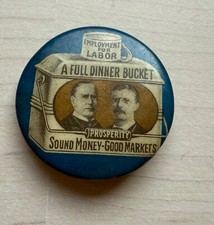 EMPLOYMENT
FOR
LABOR
A FULL DINNER BUCKET
PROSPERITY
SOUND MONEY-GOOD MARKETS